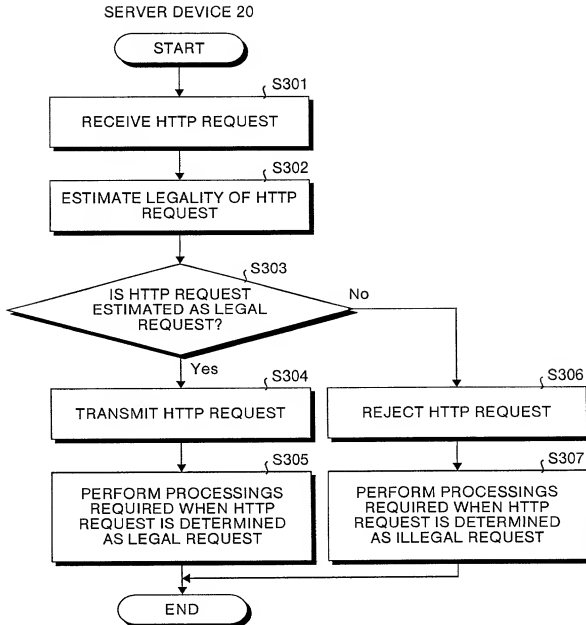 SERVER DEVICE 20
START
S301
RECEIVE HTTP REQUEST
S302
ESTIMATE LEGALITY OF HTTP
REQUEST
S303
IS HTTP REQUEST
ESTIMATED AS LEGAL
REQUEST?
No
Yes
S304
TRANSMIT HTTP REQUEST
S306
REJECT HTTP REQUEST
S305
PERFORM PROCESSINGS
REQUIRED WHEN HTTP
REQUEST IS DETERMINED
AS LEGAL REQUEST
S307
PERFORM PROCESSINGS
REQUIRED WHEN HTTP
REQUEST IS DETERMINED
AS ILLEGAL REQUEST
END